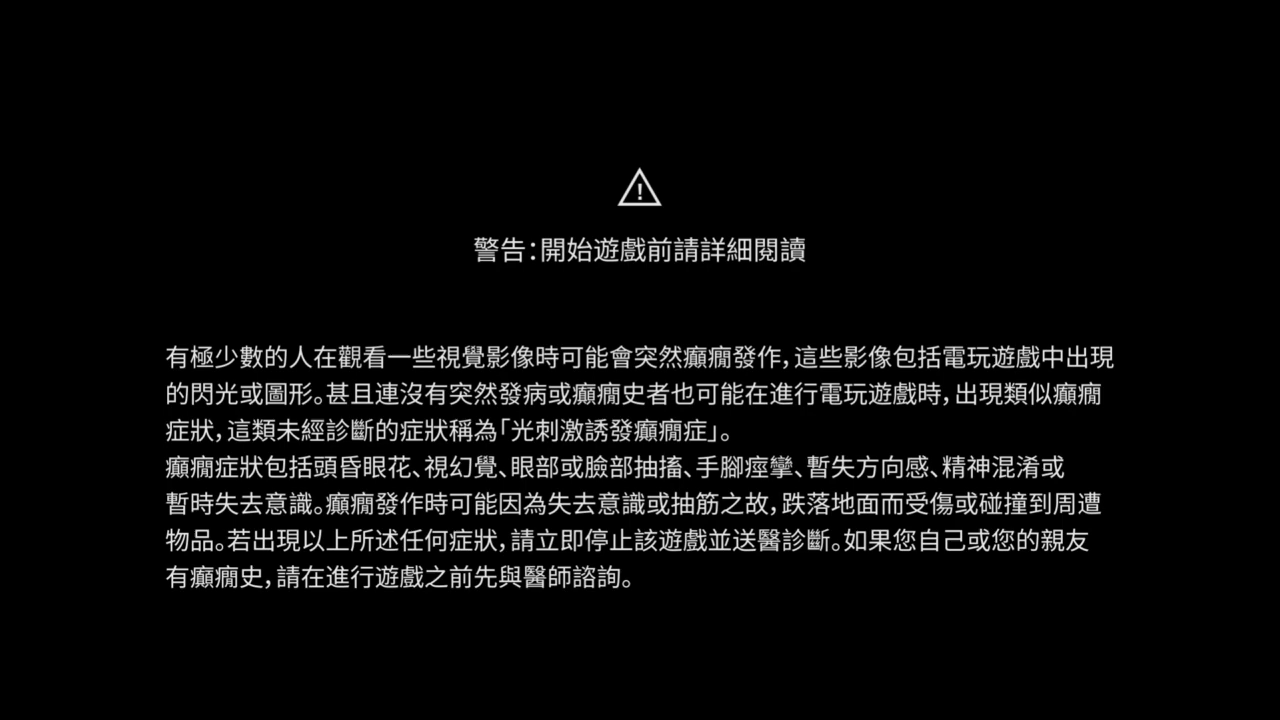 警告：開始遊戲前請詳細閱讀
有極少數的人在觀看一些視覺影像時可能會突然癲癇發作，這些影像包括電玩遊戲中出現
的閃光或圖形。甚且連沒有突然發病或癲癇史者也可能在進行電玩遊戲時，出現類似癲癇
症狀，這類未經診斷的症狀稱為「光刺激誘發癲癇症」。
癲癇症狀包括頭昏眼花、視幻覺、眼部或臉部抽搐、手腳痙攣、暫失方向感、精神混淆或
暫時失去意識。癲癇發作時可能因為失去意識或抽筋之故，跌落地面而受傷或碰撞到周遭
物品。若出現以上所述任何症狀，請立即停止該遊戲並送醫診斷。如果您自己或您的親友
有癲癇史，請在進行遊戲之前先與醫師諮詢。